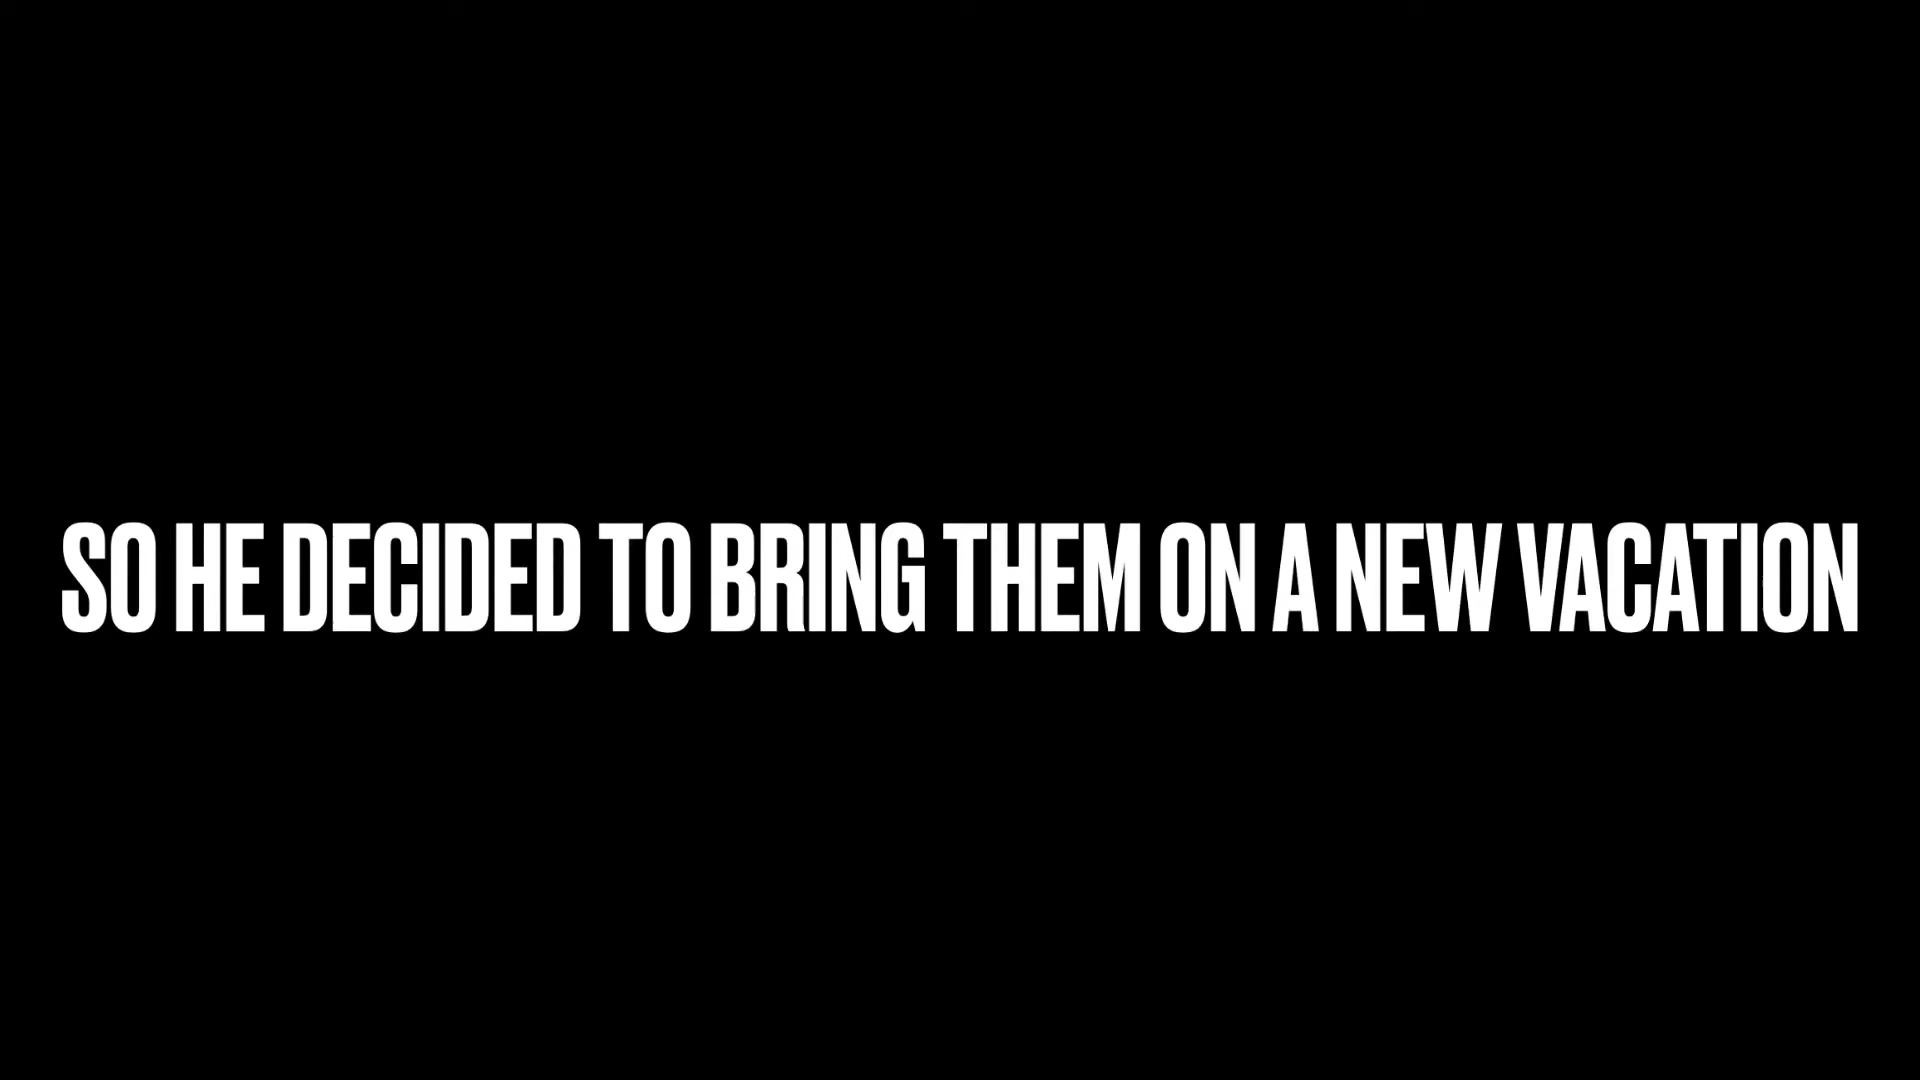 SO HE DECIDED TO BRING THEM ON A NEW VACATION